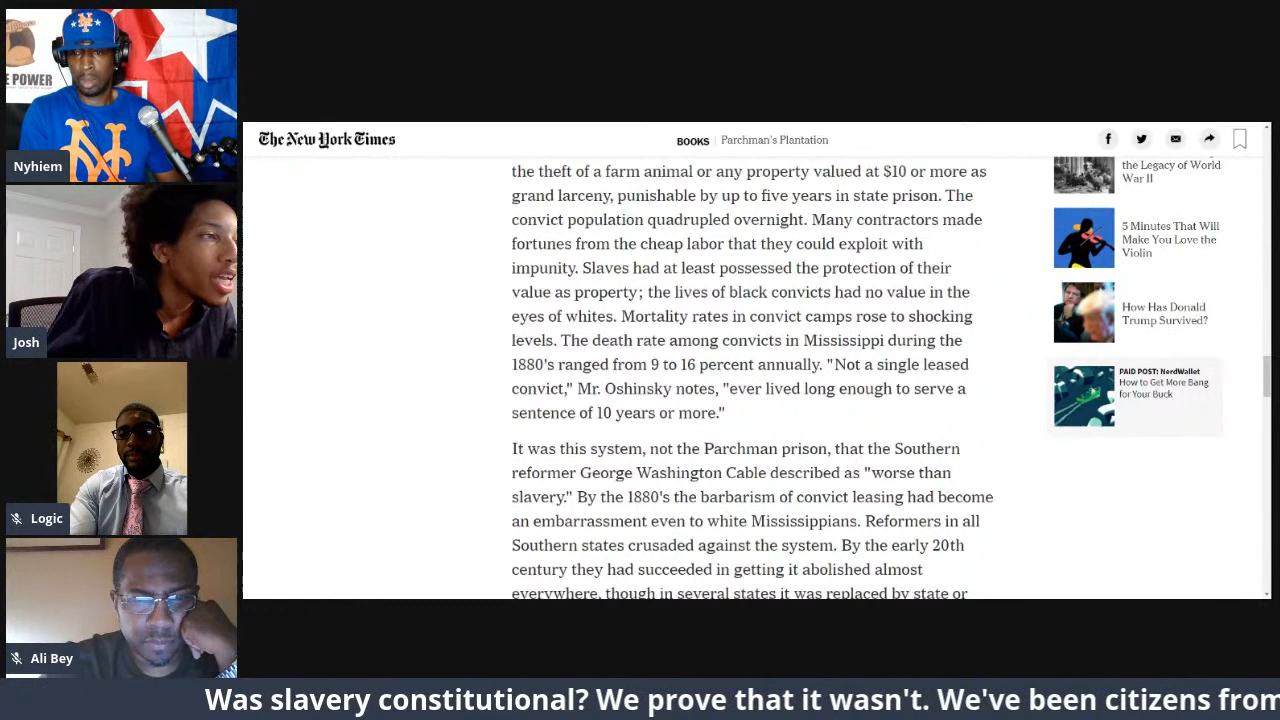 E POWER
Nyhiem
Josh
Logic
Ali Bey
The New York Times
BOOKS | Parchman's Plantation
the theft of a farm animal or any property valued at $10 or more as
grand larceny, punishable by up to five years in state prison. The
convict population quadrupled overnight. Many contractors made
fortunes from the cheap labor that they could exploit with
impunity. Slaves had at least possessed the protection of their
value as property; the lives of black convicts had no value in the
eyes of whites. Mortality rates in convict camps rose to shocking
levels. The death rate among convicts in Mississippi during the
1880's ranged from 9 to 16 percent annually. "Not a single leased
convict," Mr. Oshinsky notes, "ever lived long enough to serve a
sentence of 10 years or more."
It was this system, not the Parchman prison, that the Southern
reformer George Washington Cable described as "worse than
slavery." By the 1880's the barbarism of convict leasing had become
an embarrassment even to white Mississippians. Reformers in all
Southern states crusaded against the system. By the early 20th
century they had succeeded in getting it abolished almost
everywhere, though in several states it was replaced by state or
the Legacy of World
War II
5 Minutes That Will
Make You Love the
Violin
How Has Donald
Trump Survived?
PAID POST: NerdWallet
How to Get More Bang
for Your Buck
Was slavery constitutional? We prove that it wasn't. We've been citizens from